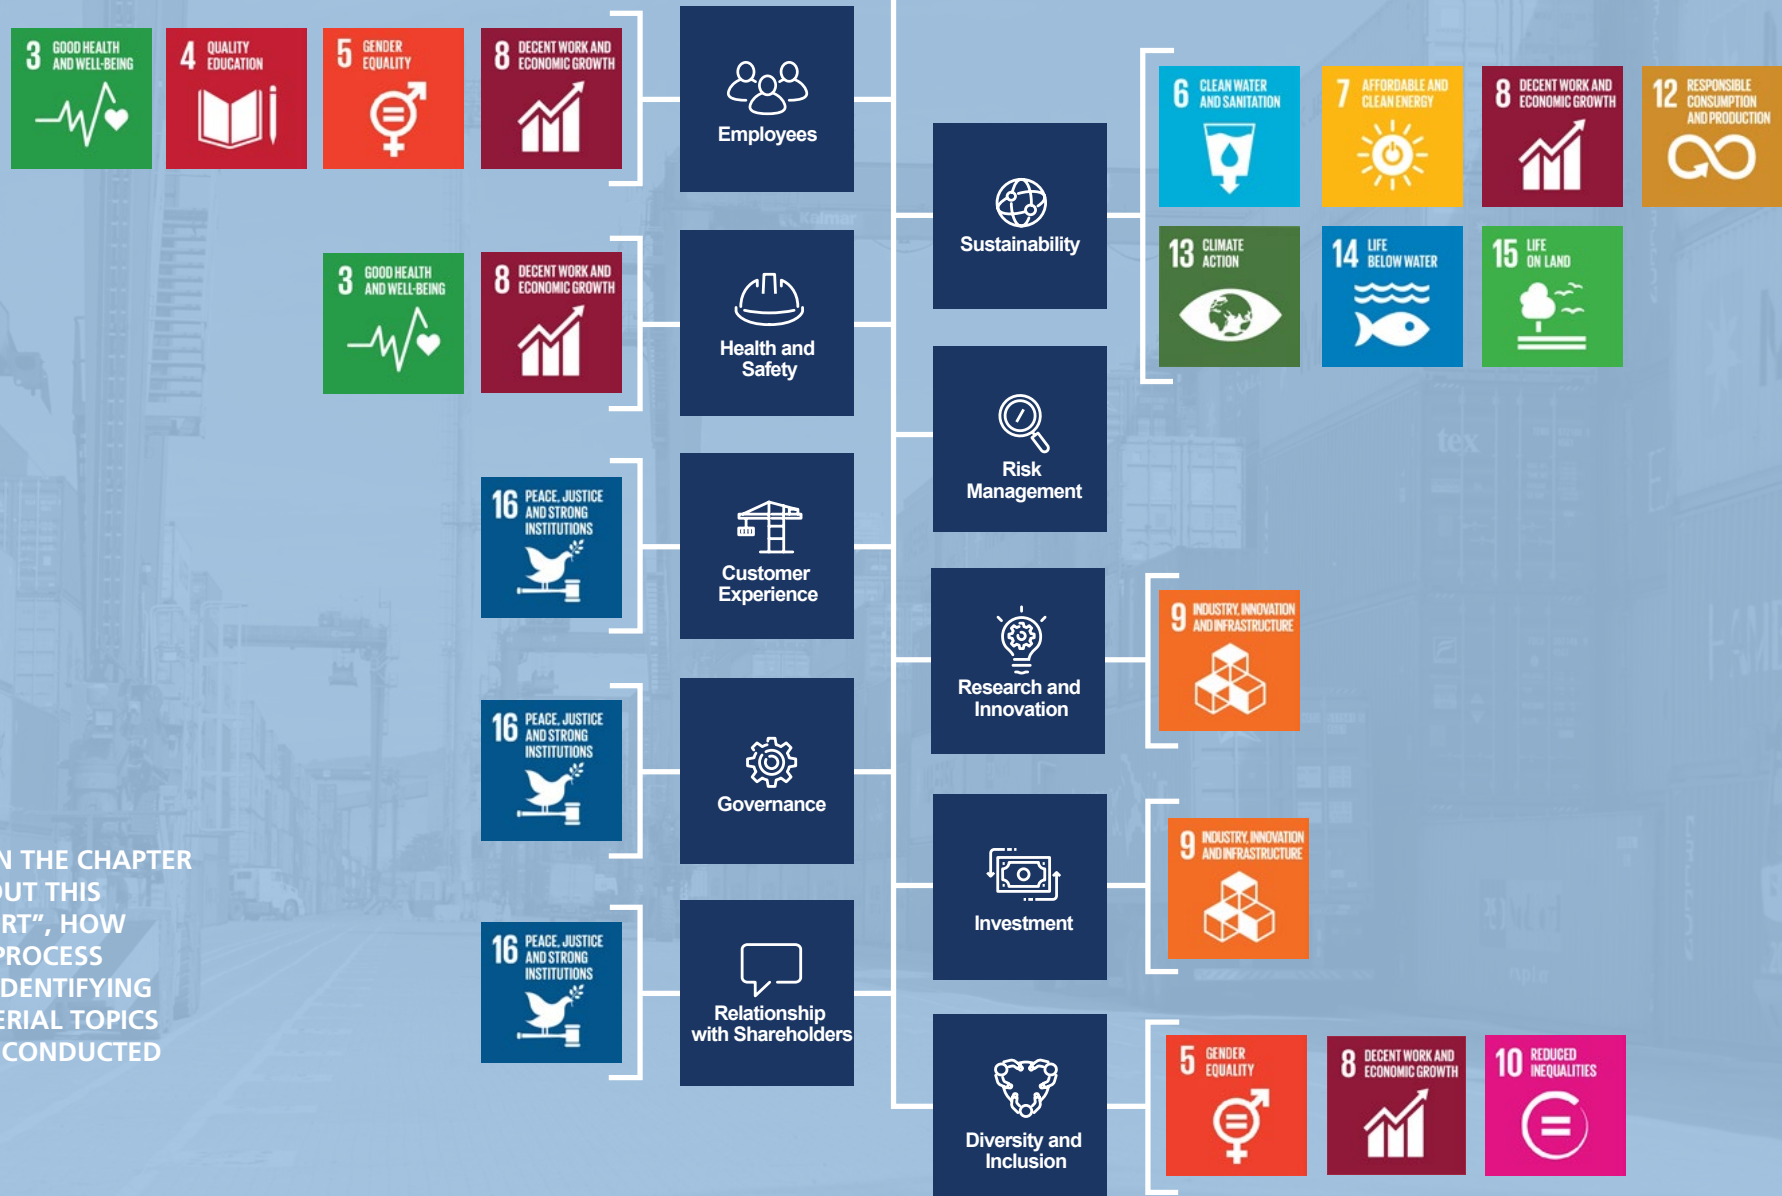 3 GOOD HEALTH
AND WELL-BEING
4 QUALITY
EDUCATION
5 GENDER
EQUALITY
8 DECENT WORK AND
ECONOMIC GROWTH
Employees
3 GOOD HEALTH
AND WELL-BEING
8 DECENT WORK AND
ECONOMIC GROWTH
Health and
Safety
16 PEACE, JUSTICE
AND STRONG
INSTITUTIONS
Customer
Experience
16 PEACE, JUSTICE
AND STRONG
INSTITUTIONS
Governance
16 PEACE, JUSTICE
AND STRONG
INSTITUTIONS
Relationship
with Shareholders
N THE CHAPTER
OUT THIS
RT”, HOW
PROCESS
DENTIFYING
ERIAL TOPICS
CONDUCTED
Sustainability
6 CLEAN WATER
AND SANITATION
7 AFFORDABLE AND
CLEAN ENERGY
8 DECENT WORK AND
ECONOMIC GROWTH
12 RESPONSIBLE
CONSUMPTION
AND PRODUCTION
13 CLIMATE
ACTION
14 LIFE
BELOW WATER
15 LIFE
ON LAND
Risk
Management
Research and
Innovation
9 INDUSTRY, INNOVATION
AND INFRASTRUCTURE
Investment
9 INDUSTRY, INNOVATION
AND INFRASTRUCTURE
Diversity and
Inclusion
5 GENDER
EQUALITY
8 DECENT WORK AND
ECONOMIC GROWTH
10 REDUCED
INEQUALITIES
Kalmar
tex